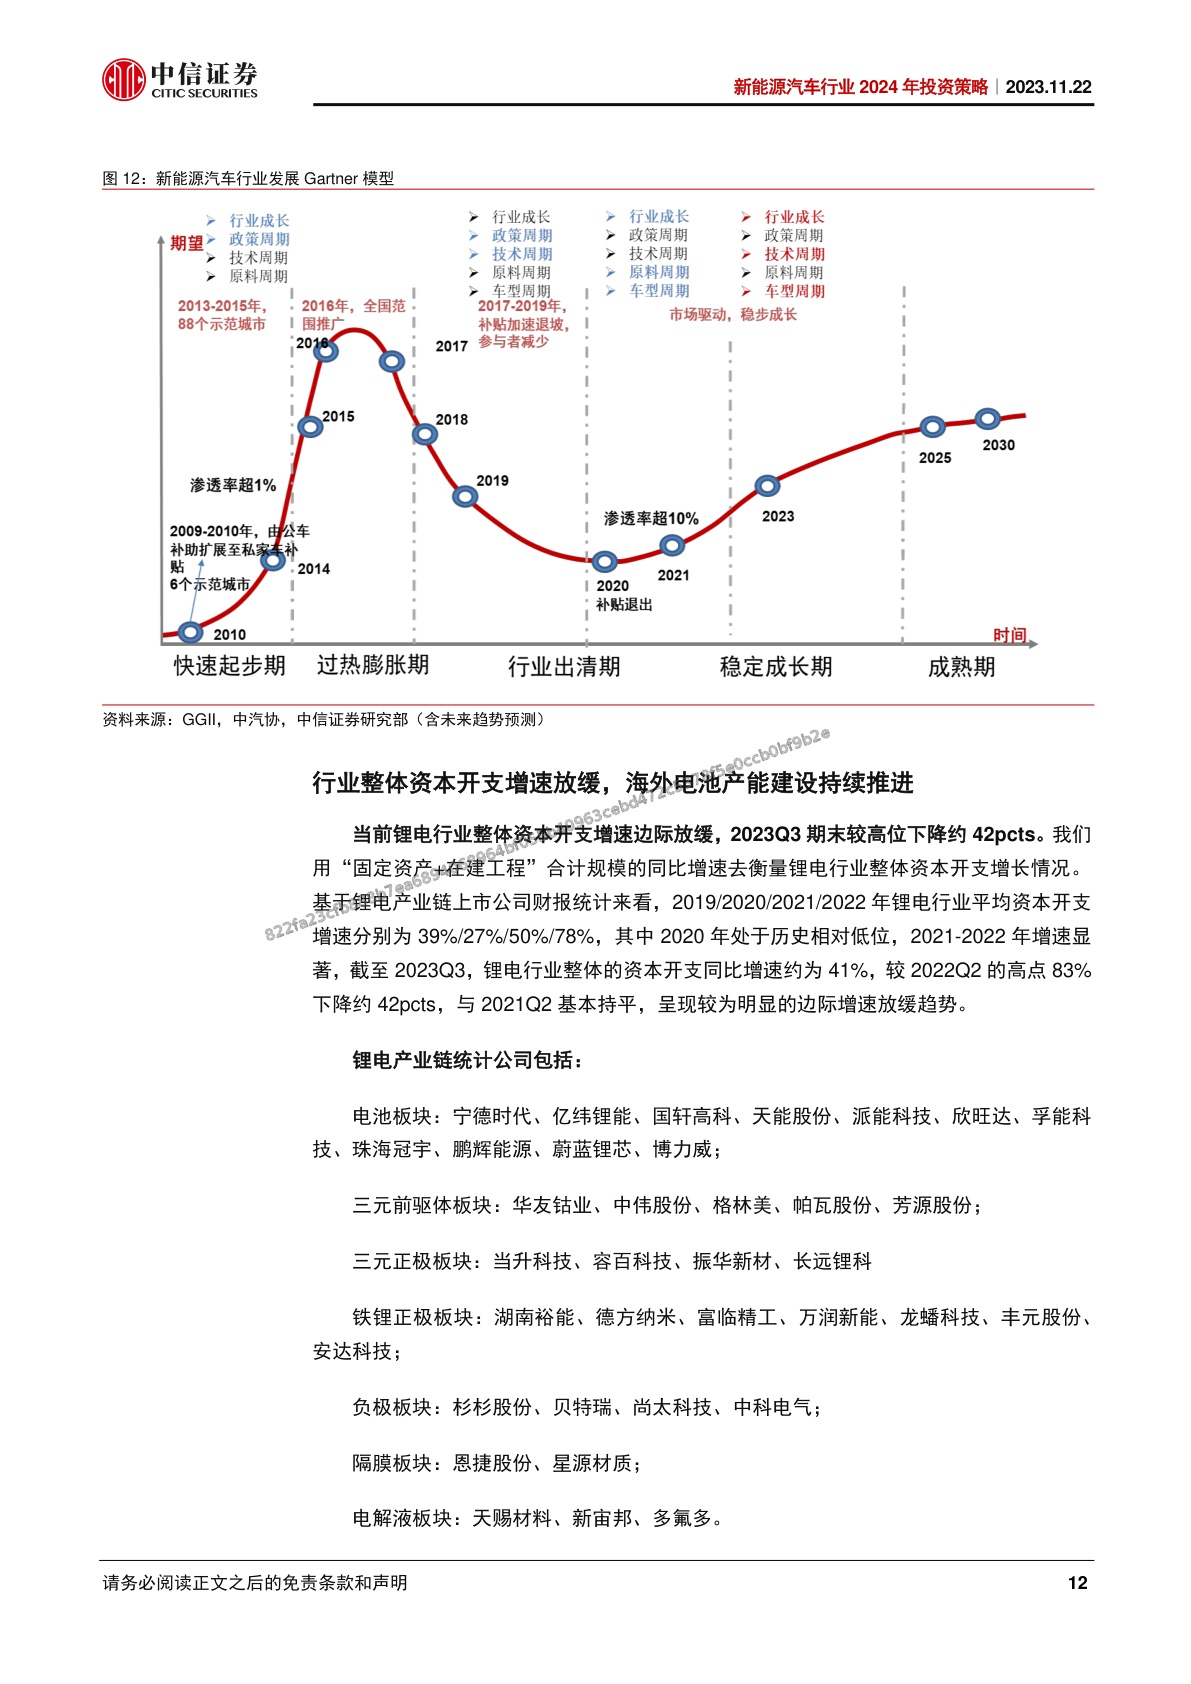 中信证券
CITIC SECURITIES
新能源汽车行业 2024 年投资策略｜2023.11.22
图 12：新能源汽车行业发展 Gartner 模型
期望
行业成长
政策周期
技术周期
原料周期
行业成长
政策周期
技术周期
原料周期
车型周期
行业成长
政策周期
技术周期
原料周期
车型周期
行业成长
政策周期
技术周期
原料周期
车型周期
2013-2015年，
88个示范城市
2016年，全国范
围推广
2017-2019年，
补贴加速退坡，
参与者减少
市场驱动，稳步成长
2016
2017
2015
2018
渗透率超1%
2019
2009-2010年，由公车
补助扩展至私家车补
贴
6个示范城市
2014
2010
渗透率超10%
2020
补贴退出
2021
2023
2025
2030
时间
快速起步期
过热膨胀期
行业出清期
稳定成长期
成熟期
资料来源：GGII，中汽协，中信证券研究部（含未来趋势预测）
行业整体资本开支增速放缓，海外电池产能建设持续推进
当前锂电行业整体资本开支增速边际放缓，2023Q3 期末较高位下降约 42pcts。我们
用“固定资产+在建工程”合计规模的同比增速去衡量锂电行业整体资本开支增长情况。
基于锂电产业链上市公司财报统计来看，2019/2020/2021/2022 年锂电行业平均资本开支
增速分别为 39%/27%/50%/78%，其中 2020 年处于历史相对低位，2021-2022 年增速显
著，截至 2023Q3，锂电行业整体的资本开支同比增速约为 41%，较 2022Q2 的高点 83%
下降约 42pcts，与 2021Q2 基本持平，呈现较为明显的边际增速放缓趋势。
锂电产业链统计公司包括：
电池板块：宁德时代、亿纬锂能、国轩高科、天能股份、派能科技、欣旺达、孚能科
技、珠海冠宇、鹏辉能源、蔚蓝锂芯、博力威；
三元前驱体板块：华友钴业、中伟股份、格林美、帕瓦股份、芳源股份；
三元正极板块：当升科技、容百科技、振华新材、长远锂科
铁锂正极板块：湖南裕能、德方纳米、富临精工、万润新能、龙蟠科技、丰元股份、
安达科技；
负极板块：杉杉股份、贝特瑞、尚太科技、中科电气；
隔膜板块：恩捷股份、星源材质；
电解液板块：天赐材料、新宙邦、多氟多。
请务必阅读正文之后的免责条款和声明
12